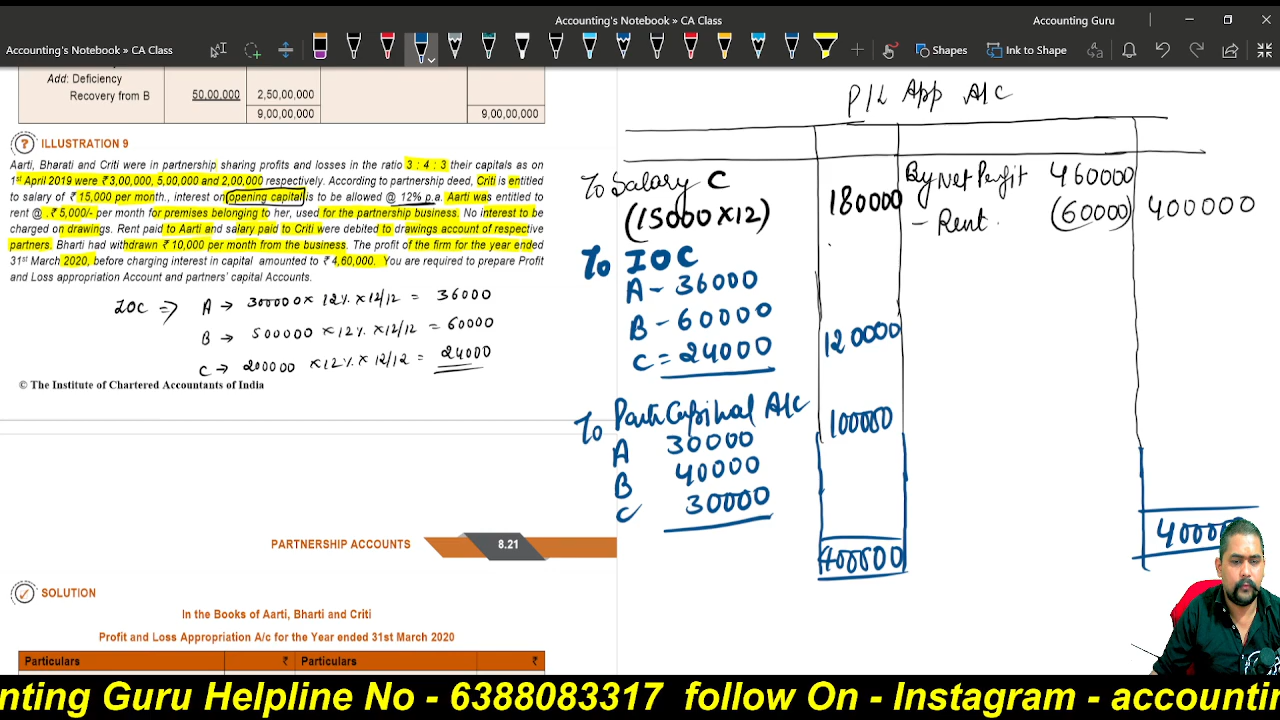 Accounting's Notebook » CA Class
Accounting Guru
Accounting's Notebook » CA Class
Shapes
Ink to Shape
Add: Deficiency
Recovery from B 50,00,000 2,50,00,000
9,00,00,000 9,00,00,000
ILLUSTRATION 9
Aarti, Bharati and Criti were in partnership sharing profits and losses in the ratio 3 : 4 : 3 their capitals as on
1st April 2019 were ₹ 3,00,000, 5,00,000 and 2,00,000 respectively. According to partnership deed, Criti is entitled
to salary of ₹ 15,000 per month., interest on opening capital is to be allowed @ 12% p.a. Aarti was entitled to
rent @ . ₹ 5,000/- per month for premises belonging to her, used for the partnership business. No interest to be
charged on drawings. Rent paid to Aarti and salary paid to Criti were debited to drawings account of respective
partners. Bharti had withdrawn ₹ 10,000 per month from the business. The profit of the firm for the year ended
31st March 2020, before charging interest in capital amounted to ₹ 4,60,000. You are required to prepare Profit
and Loss appropriation Account and partners' capital Accounts.
IOC ⇒ A → 300000 × 12% × 12/12 = 36000
B → 500000 × 12% × 12/12 = 60000
C → 200000 × 12% × 12/12 = 24000
© The Institute of Chartered Accountants of India
PARTNERSHIP ACCOUNTS 8.21
SOLUTION
In the Books of Aarti, Bharti and Criti
Profit and Loss Appropriation A/c for the Year ended 31st March 2020
Particulars ₹ Particulars ₹
P/L App A/C
To Salary C 180000
(15000×12)
To IOC
A - 36000
B - 60000
C = 24000 120000
To Part Capital A/C 100000
A 30000
B 40000
C 30000
400000
By Net Profit 460000
- Rent. (60000) 400000
nting Guru Helpline No - 6388083317 follow On - Instagram - accountin